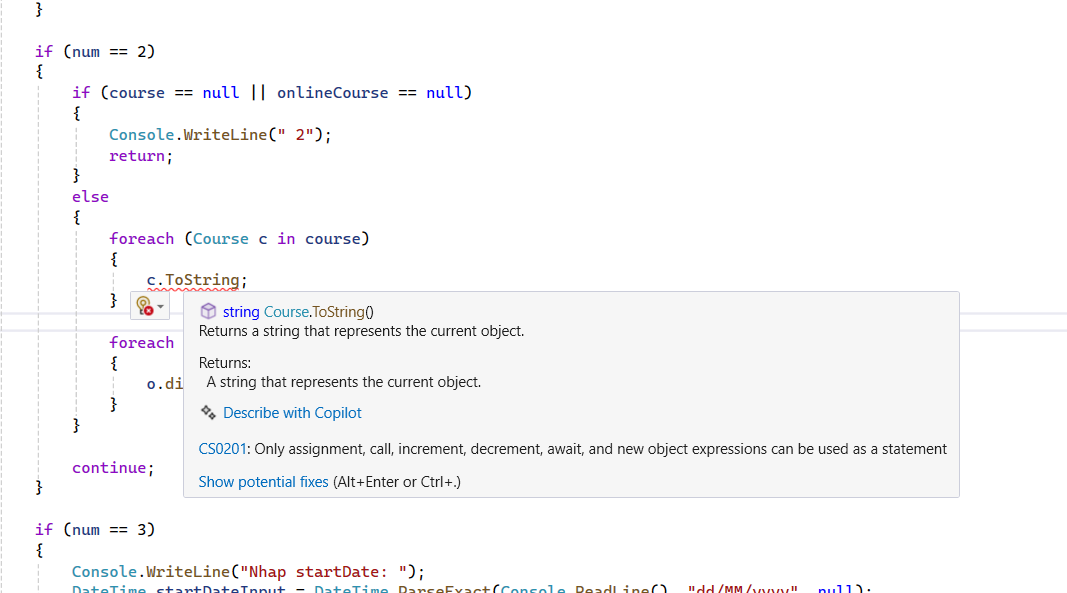 }
if (num == 2)
{
if (course == null || onlineCourse == null)
{
Console.WriteLine(" 2");
return;
}
else
{
foreach (Course c in course)
{
c.ToString;
}
string Course.ToString()
Returns a string that represents the current object.
foreach
Returns:
{
A string that represents the current object.
o.di
}
Describe with Copilot
}
CS0201: Only assignment, call, increment, decrement, await, and new object expressions can be used as a statement
continue;
Show potential fixes (Alt+Enter or Ctrl+.)
}
if (num == 3)
{
Console.WriteLine("Nhap startDate: ");
DateTime startDateInput = DateTime.ParseExact(Console.ReadLine(), "dd/MM/yyyy", null);